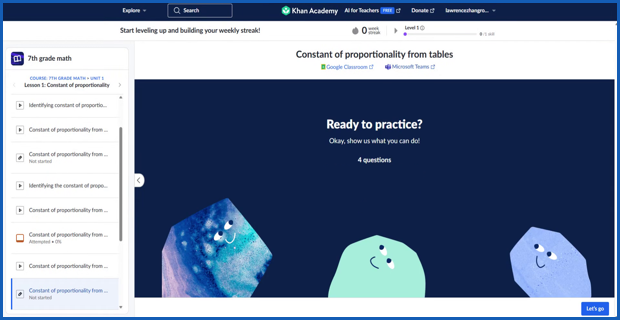 Explore
Search
Khan Academy
AI for Teachers FREE
Donate
lawrencezhangro...
Start leveling up and building your weekly streak!
0 week streak
Level 1
0 / 1 skill
7th grade math
COURSE: 7TH GRADE MATH > UNIT 1
Lesson 1: Constant of proportionality
Identifying constant of proportio...
Constant of proportionality from ...
Constant of proportionality from ...
Not started
Identifying the constant of propo...
Constant of proportionality from ...
Constant of proportionality from ...
Attempted • 0%
Constant of proportionality from ...
Constant of proportionality from ...
Not started
Constant of proportionality from tables
Google Classroom
Microsoft Teams
Ready to practice?
Okay, show us what you can do!
4 questions
Let's go